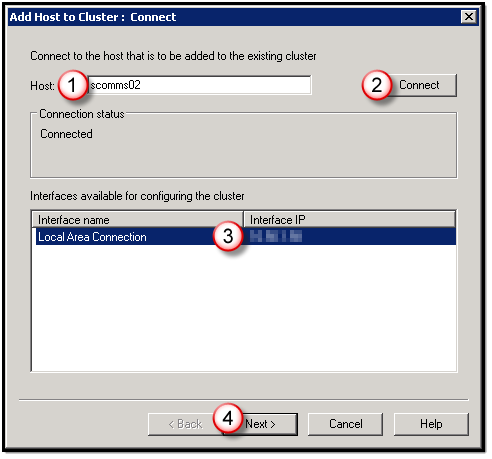 Add Host to Cluster : Connect
Connect to the host that is to be added to the existing cluster
Host: 1 scomms02 2 Connect
Connection status
Connected
Interfaces available for configuring the cluster
Interface name Interface IP
Local Area Connection 3
< Back 4 Next > Cancel Help